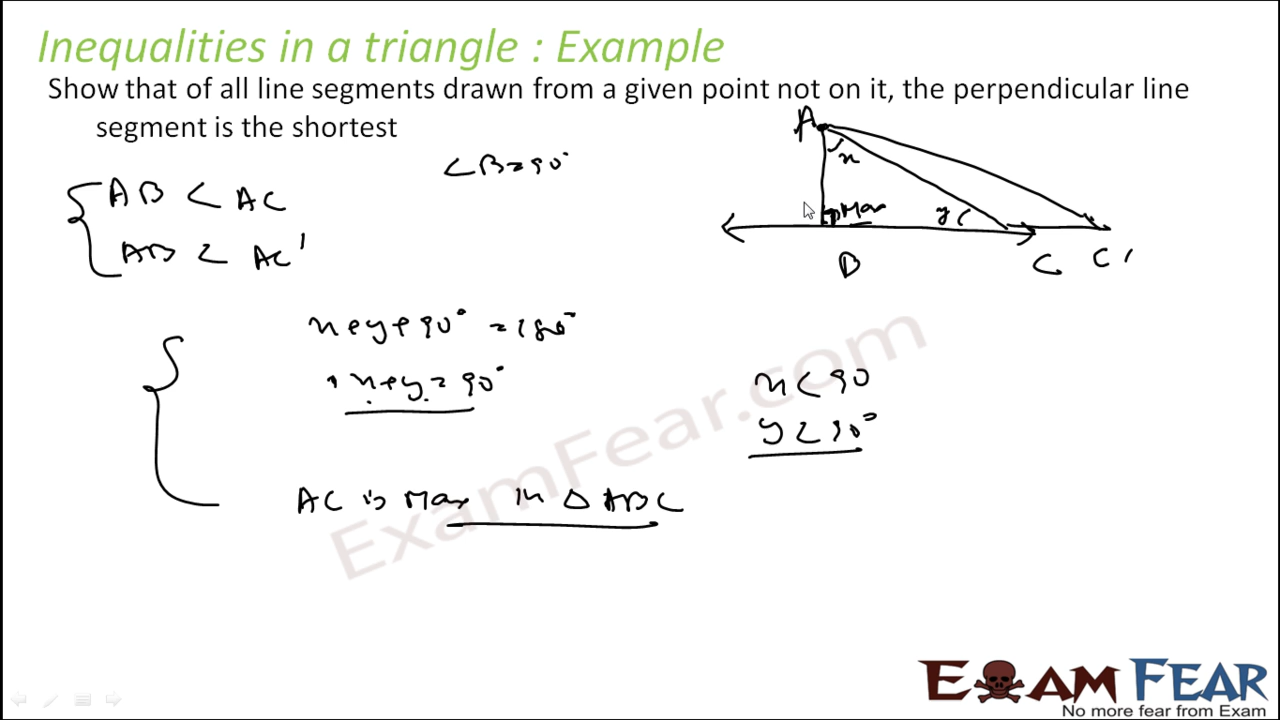 Inequalities in a triangle : Example
Show that of all line segments drawn from a given point not on it, the perpendicular line
segment is the shortest
A
∠B=90°
x
AB < AC
Max
y
AB < AC'
B
C
C'
x+y+90° = 180°
x+y = 90°
x < 90
y < 90°
AC is Max in Δ ABC
ExamFear.com
EXAM FEAR
No more fear from Exam